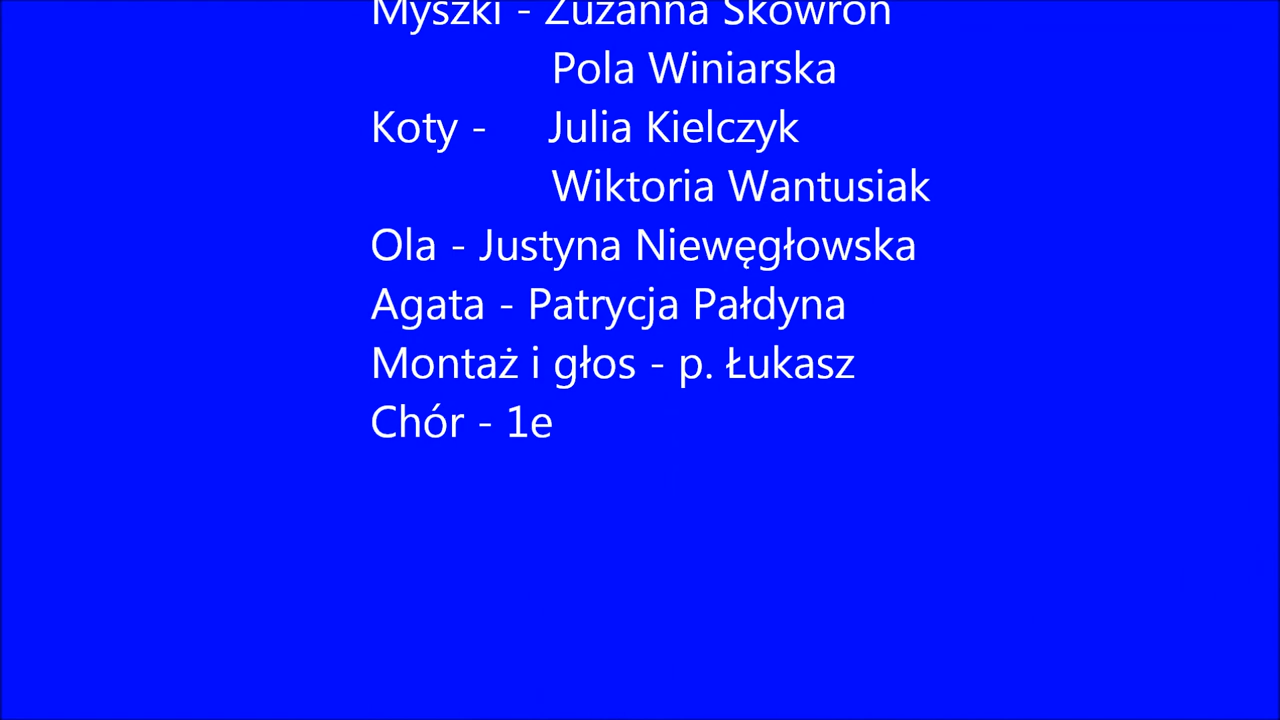 Myszki - Zuzanna Skowron
Pola Winiarska
Koty - Julia Kielczyk
Wiktoria Wantusiak
Ola - Justyna Niewęgłowska
Agata - Patrycja Pałdyna
Montaż i głos - p. Łukasz
Chór - 1e